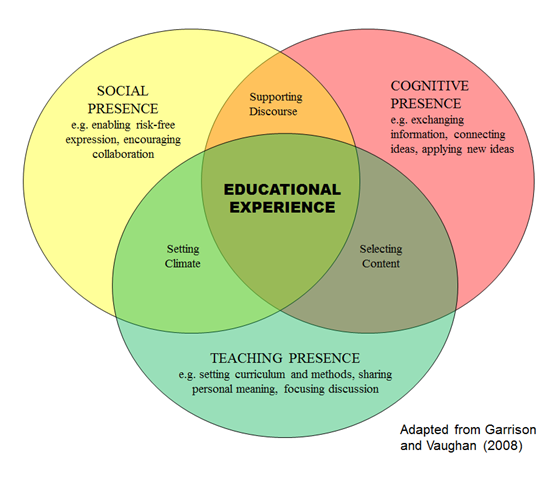 SOCIAL
PRESENCE
e.g. enabling risk-free
expression, encouraging
collaboration
Supporting
Discourse
COGNITIVE
PRESENCE
e.g. exchanging
information, connecting
ideas, applying new ideas
EDUCATIONAL
EXPERIENCE
Setting
Climate
Selecting
Content
TEACHING PRESENCE
e.g. setting curriculum and methods, sharing
personal meaning, focusing discussion
Adapted from Garrison
and Vaughan (2008)